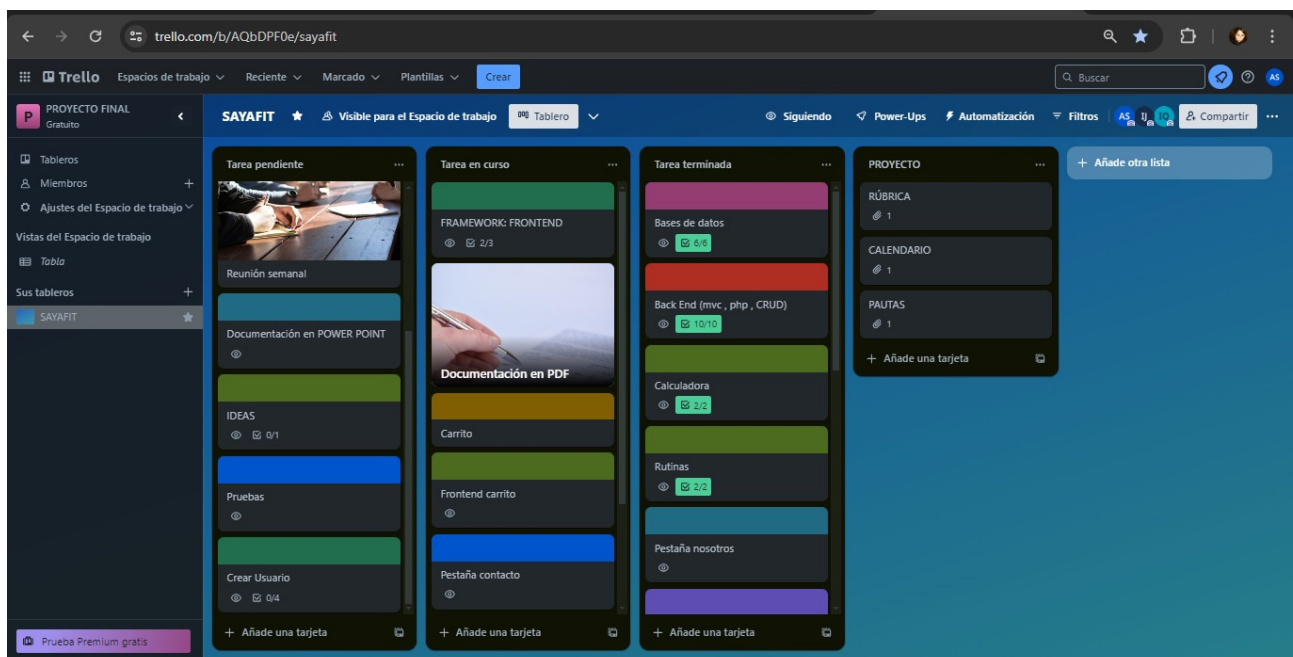 trello.com/b/AQbDPF0e/sayafit
Trello Espacios de trabajo Reciente Marcado Plantillas Crear Buscar AS
P PROYECTO FINAL
Gratuito
SAYAFIT Visible para el Espacio de trabajo Tablero Siguiendo Power-Ups Automatización Filtros AS IJ Compartir
Tableros
Miembros
Ajustes del Espacio de trabajo
Vistas del Espacio de trabajo
Tabla
Sus tableros
SAYAFIT
Prueba Premium gratis
Tarea pendiente
Reunión semanal
Documentación en POWER POINT
IDEAS
0/1
Pruebas
Crear Usuario
0/4
+ Añade una tarjeta
Tarea en curso
FRAMEWORK: FRONTEND
2/3
Documentación en PDF
Carrito
Frontend carrito
Pestaña contacto
+ Añade una tarjeta
Tarea terminada
Bases de datos
6/6
Back End (mvc , php , CRUD)
10/10
Calculadora
2/2
Rutinas
2/2
Pestaña nosotros
+ Añade una tarjeta
PROYECTO
RÚBRICA
1
CALENDARIO
1
PAUTAS
1
+ Añade una tarjeta
+ Añade otra lista